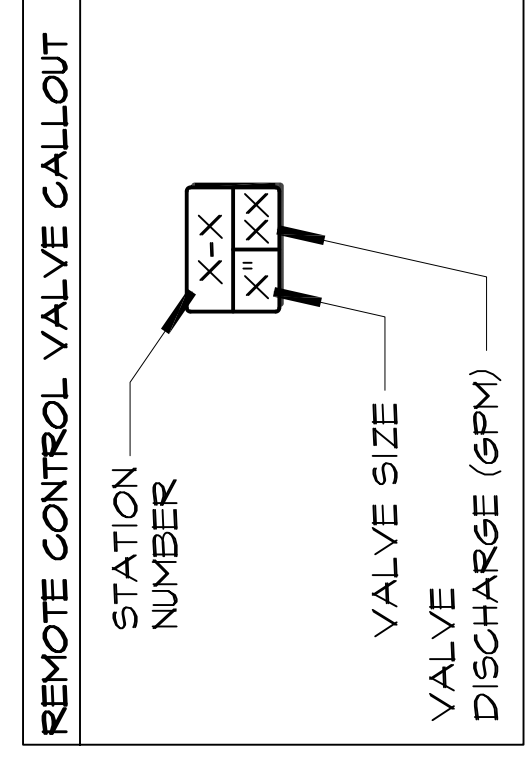 REMOTE CONTROL VALVE CALLOUT
STATION
NUMBER
X-X
X" XX
VALVE SIZE
VALVE
DISCHARGE (GPM)